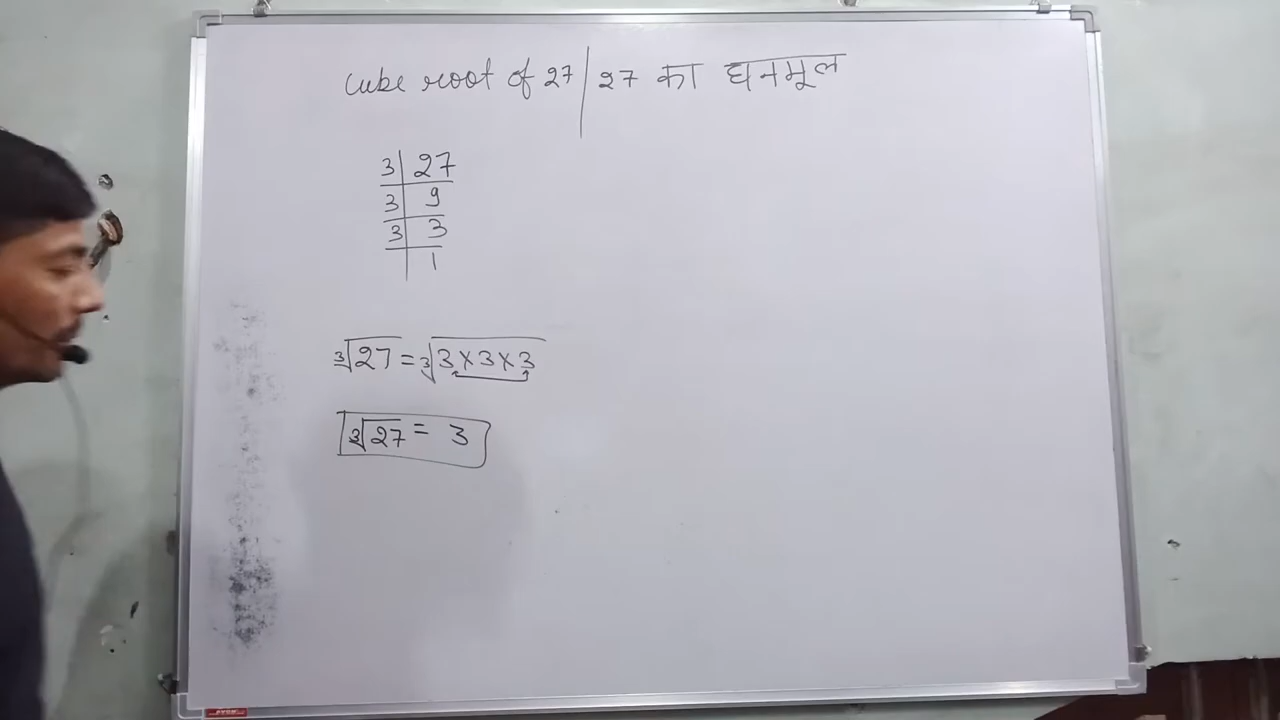 cube root of 27 / 27 का घनमूल
3 | 27
3 | 9
3 | 3
| 1
∛27 = ∛3×3×3
∛27 = 3